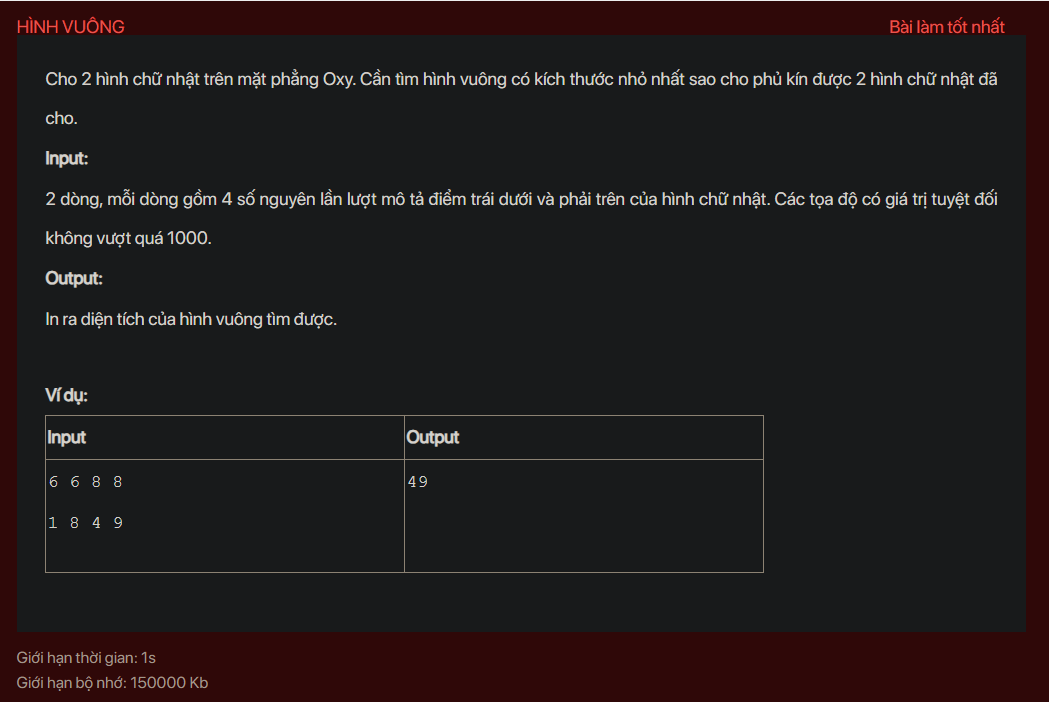 HÌNH VUÔNG
Bài làm tốt nhất
Cho 2 hình chữ nhật trên mặt phẳng Oxy. Cần tìm hình vuông có kích thước nhỏ nhất sao cho phủ kín được 2 hình chữ nhật đã
cho.
Input:
2 dòng, mỗi dòng gồm 4 số nguyên lần lượt mô tả điểm trái dưới và phải trên của hình chữ nhật. Các tọa độ có giá trị tuyệt đối
không vượt quá 1000.
Output:
In ra diện tích của hình vuông tìm được.
Ví dụ:
Input Output
6 6 8 8 49
1 8 4 9
Giới hạn thời gian: 1s
Giới hạn bộ nhớ: 150000 Kb